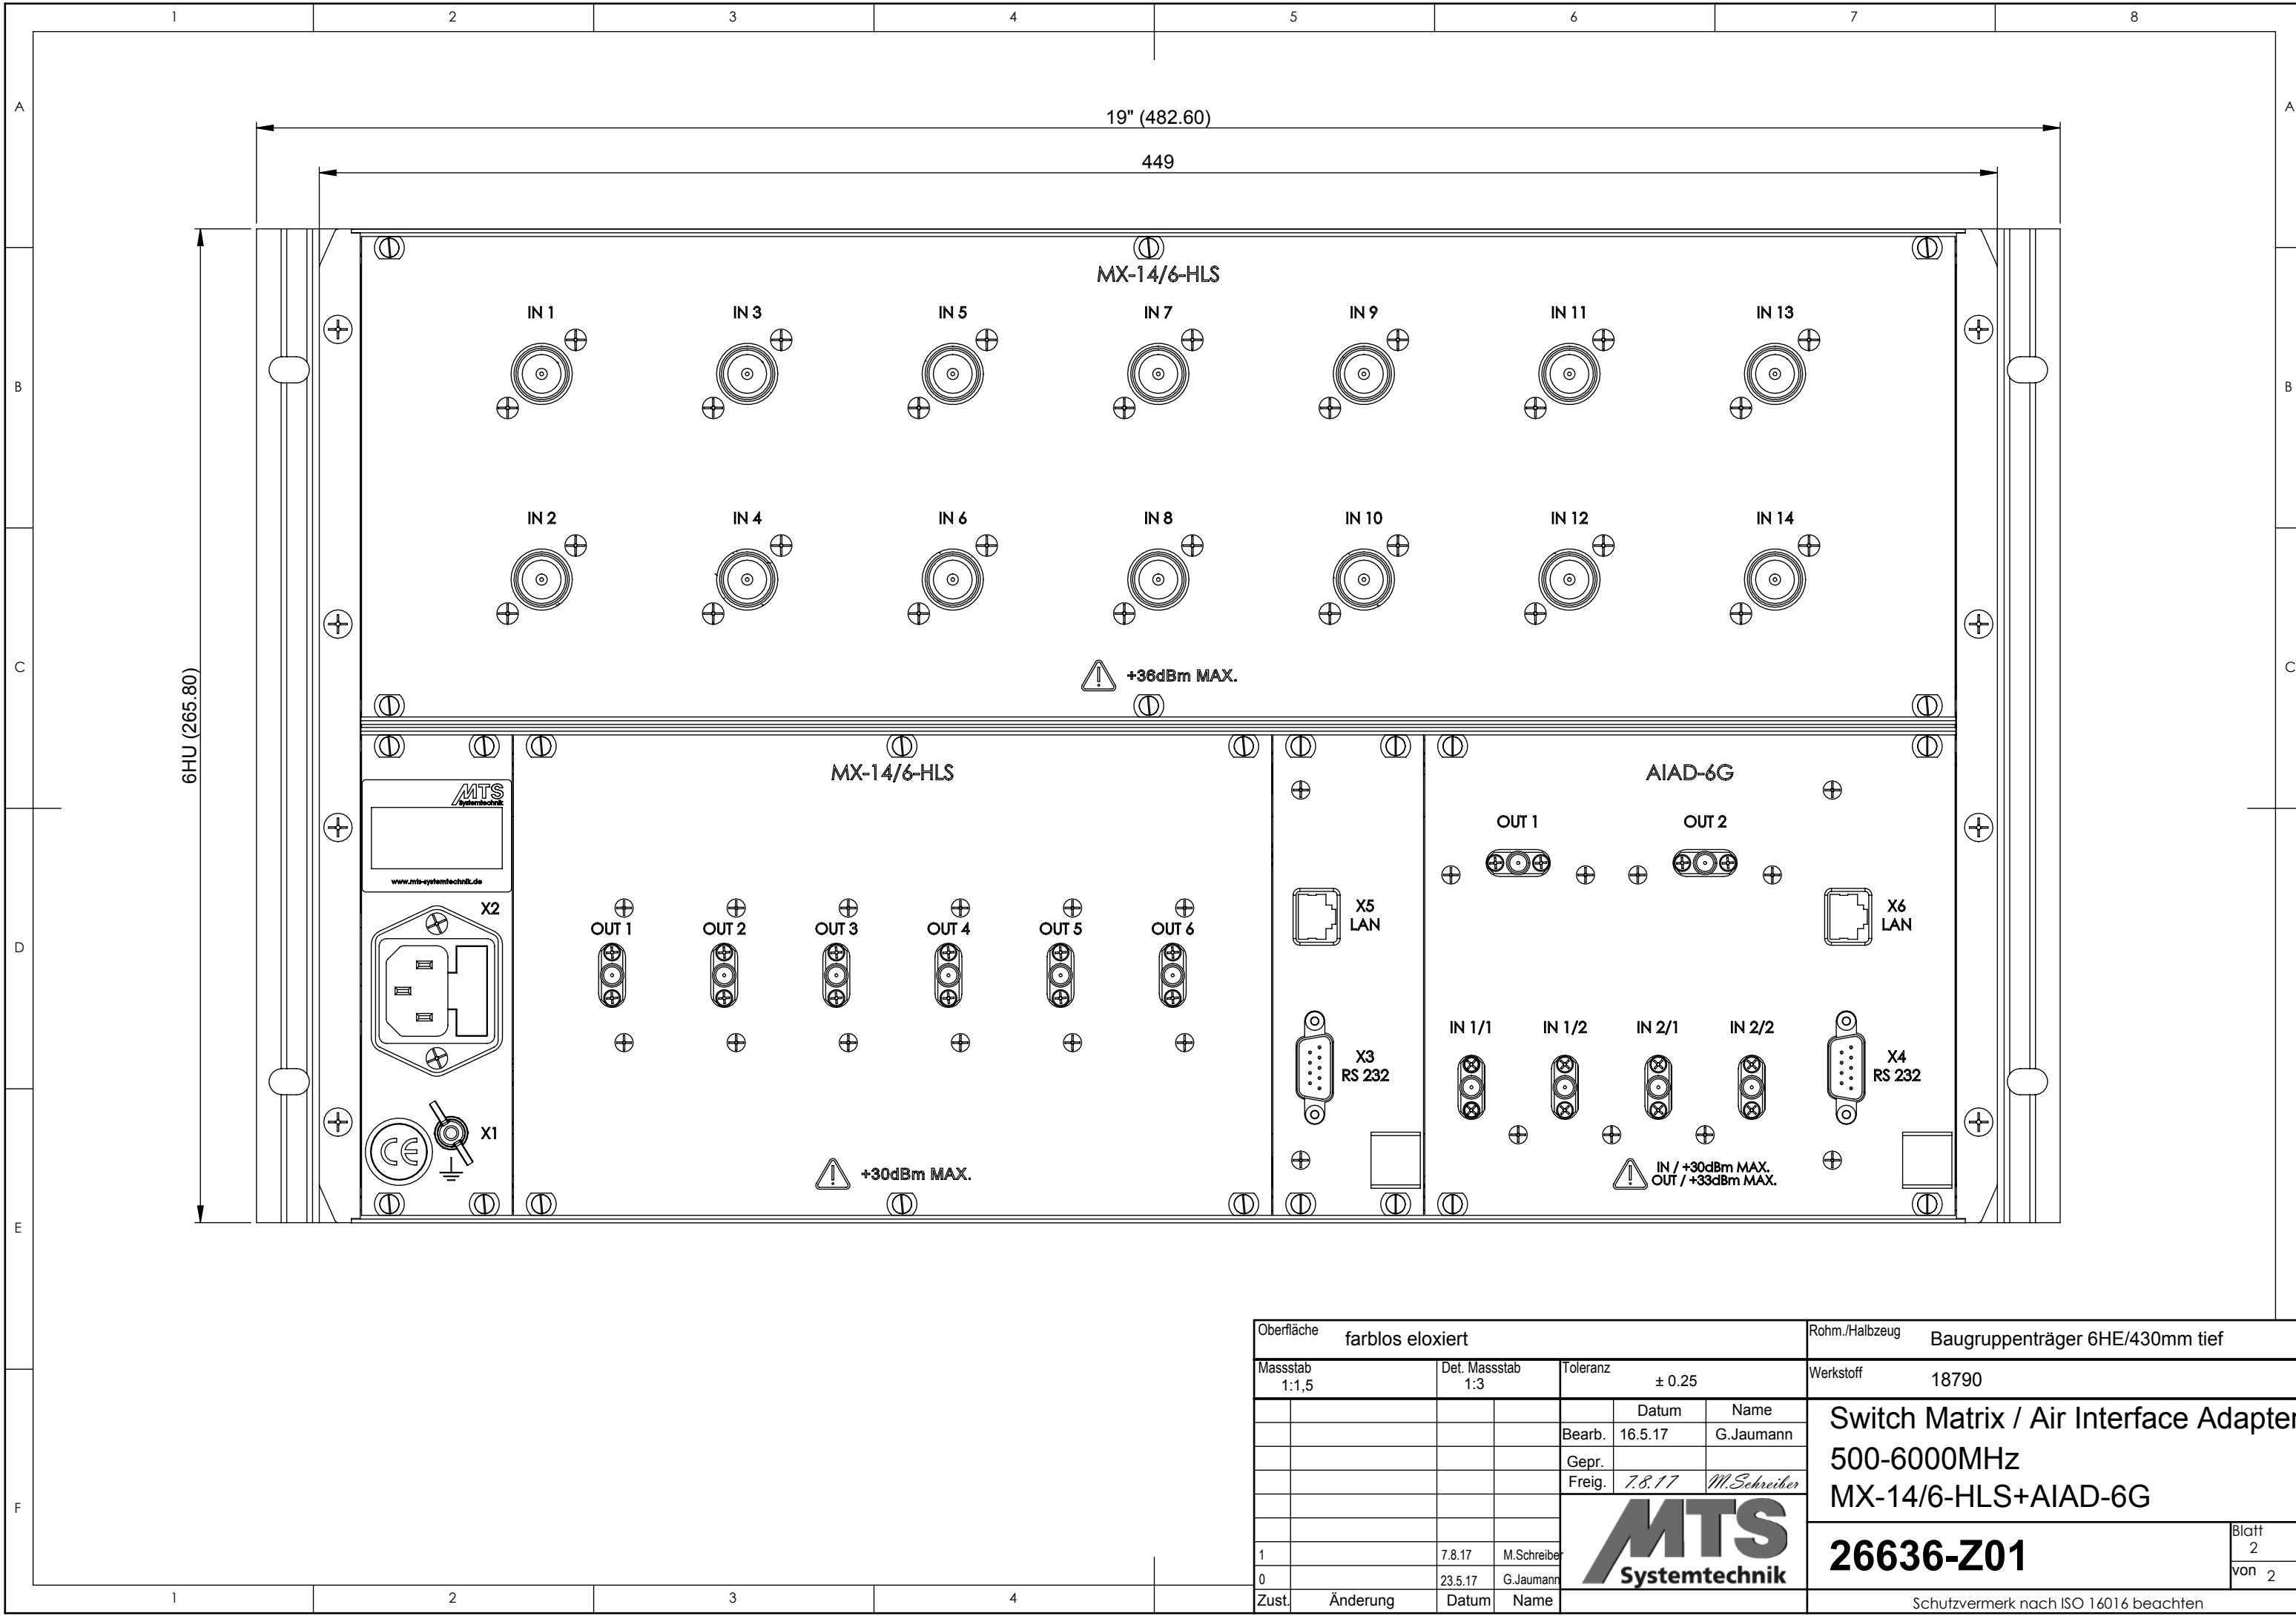 1 2 3 4 5 6 7 8
A A
19" (482.60)
449
MX-14/6-HLS
IN 1 IN 3 IN 5 IN 7 IN 9 IN 11 IN 13
B B
IN 2 IN 4 IN 6 IN 8 IN 10 IN 12 IN 14
C C
+36dBm MAX.
6HU (265.80)
MX-14/6-HLS
AIAD-6G
MTS
Systemtechnik
www.mts-systemtechnik.de
OUT 1 OUT 2
X2
OUT 1 OUT 2 OUT 3 OUT 4 OUT 5 OUT 6
X5
LAN
X6
LAN
D D
IN 1/1 IN 1/2 IN 2/1 IN 2/2
X3
RS 232
X4
RS 232
X1
CE
+30dBm MAX.
IN / +30dBm MAX.
OUT / +33dBm MAX.
E E
Oberfläche farblos eloxiert
Rohm./Halbzeug Baugruppenträger 6HE/430mm tief
Massstab
1:1,5
Det. Massstab
1:3
Toleranz
± 0.25
Werkstoff 18790
Datum Name
Bearb. 16.5.17 G.Jaumann
Gepr.
Freig. 7.8.17 M.Schreiber
Switch Matrix / Air Interface Adapter
500-6000MHz
MX-14/6-HLS+AIAD-6G
F
MTS
Systemtechnik
1 7.8.17 M.Schreiber
0 23.5.17 G.Jaumann
Zust. Änderung Datum Name
26636-Z01
Blatt
2
von 2
Schutzvermerk nach ISO 16016 beachten
1 2 3 4